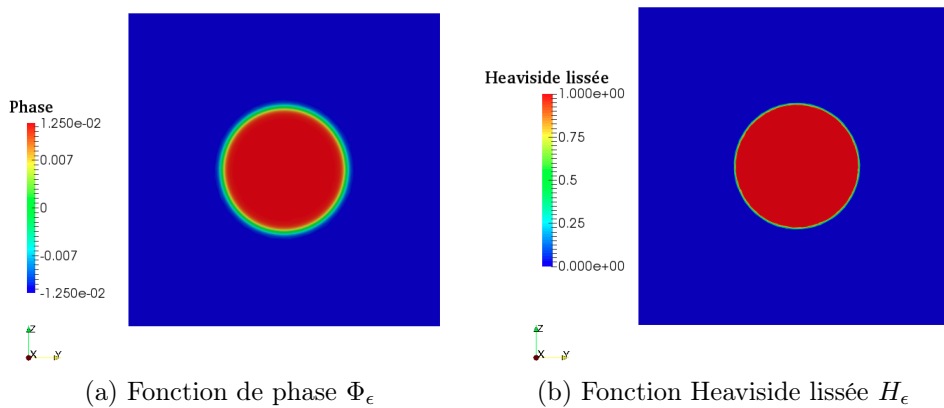 Phase
1.250e-02
0.007
0
-0.007
-1.250e-02
Z
X Y
(a) Fonction de phase Φ_ϵ
Heaviside lissée
1.000e+00
0.75
0.5
0.25
0.000e+00
Z
X Y
(b) Fonction Heaviside lissée H_ϵ